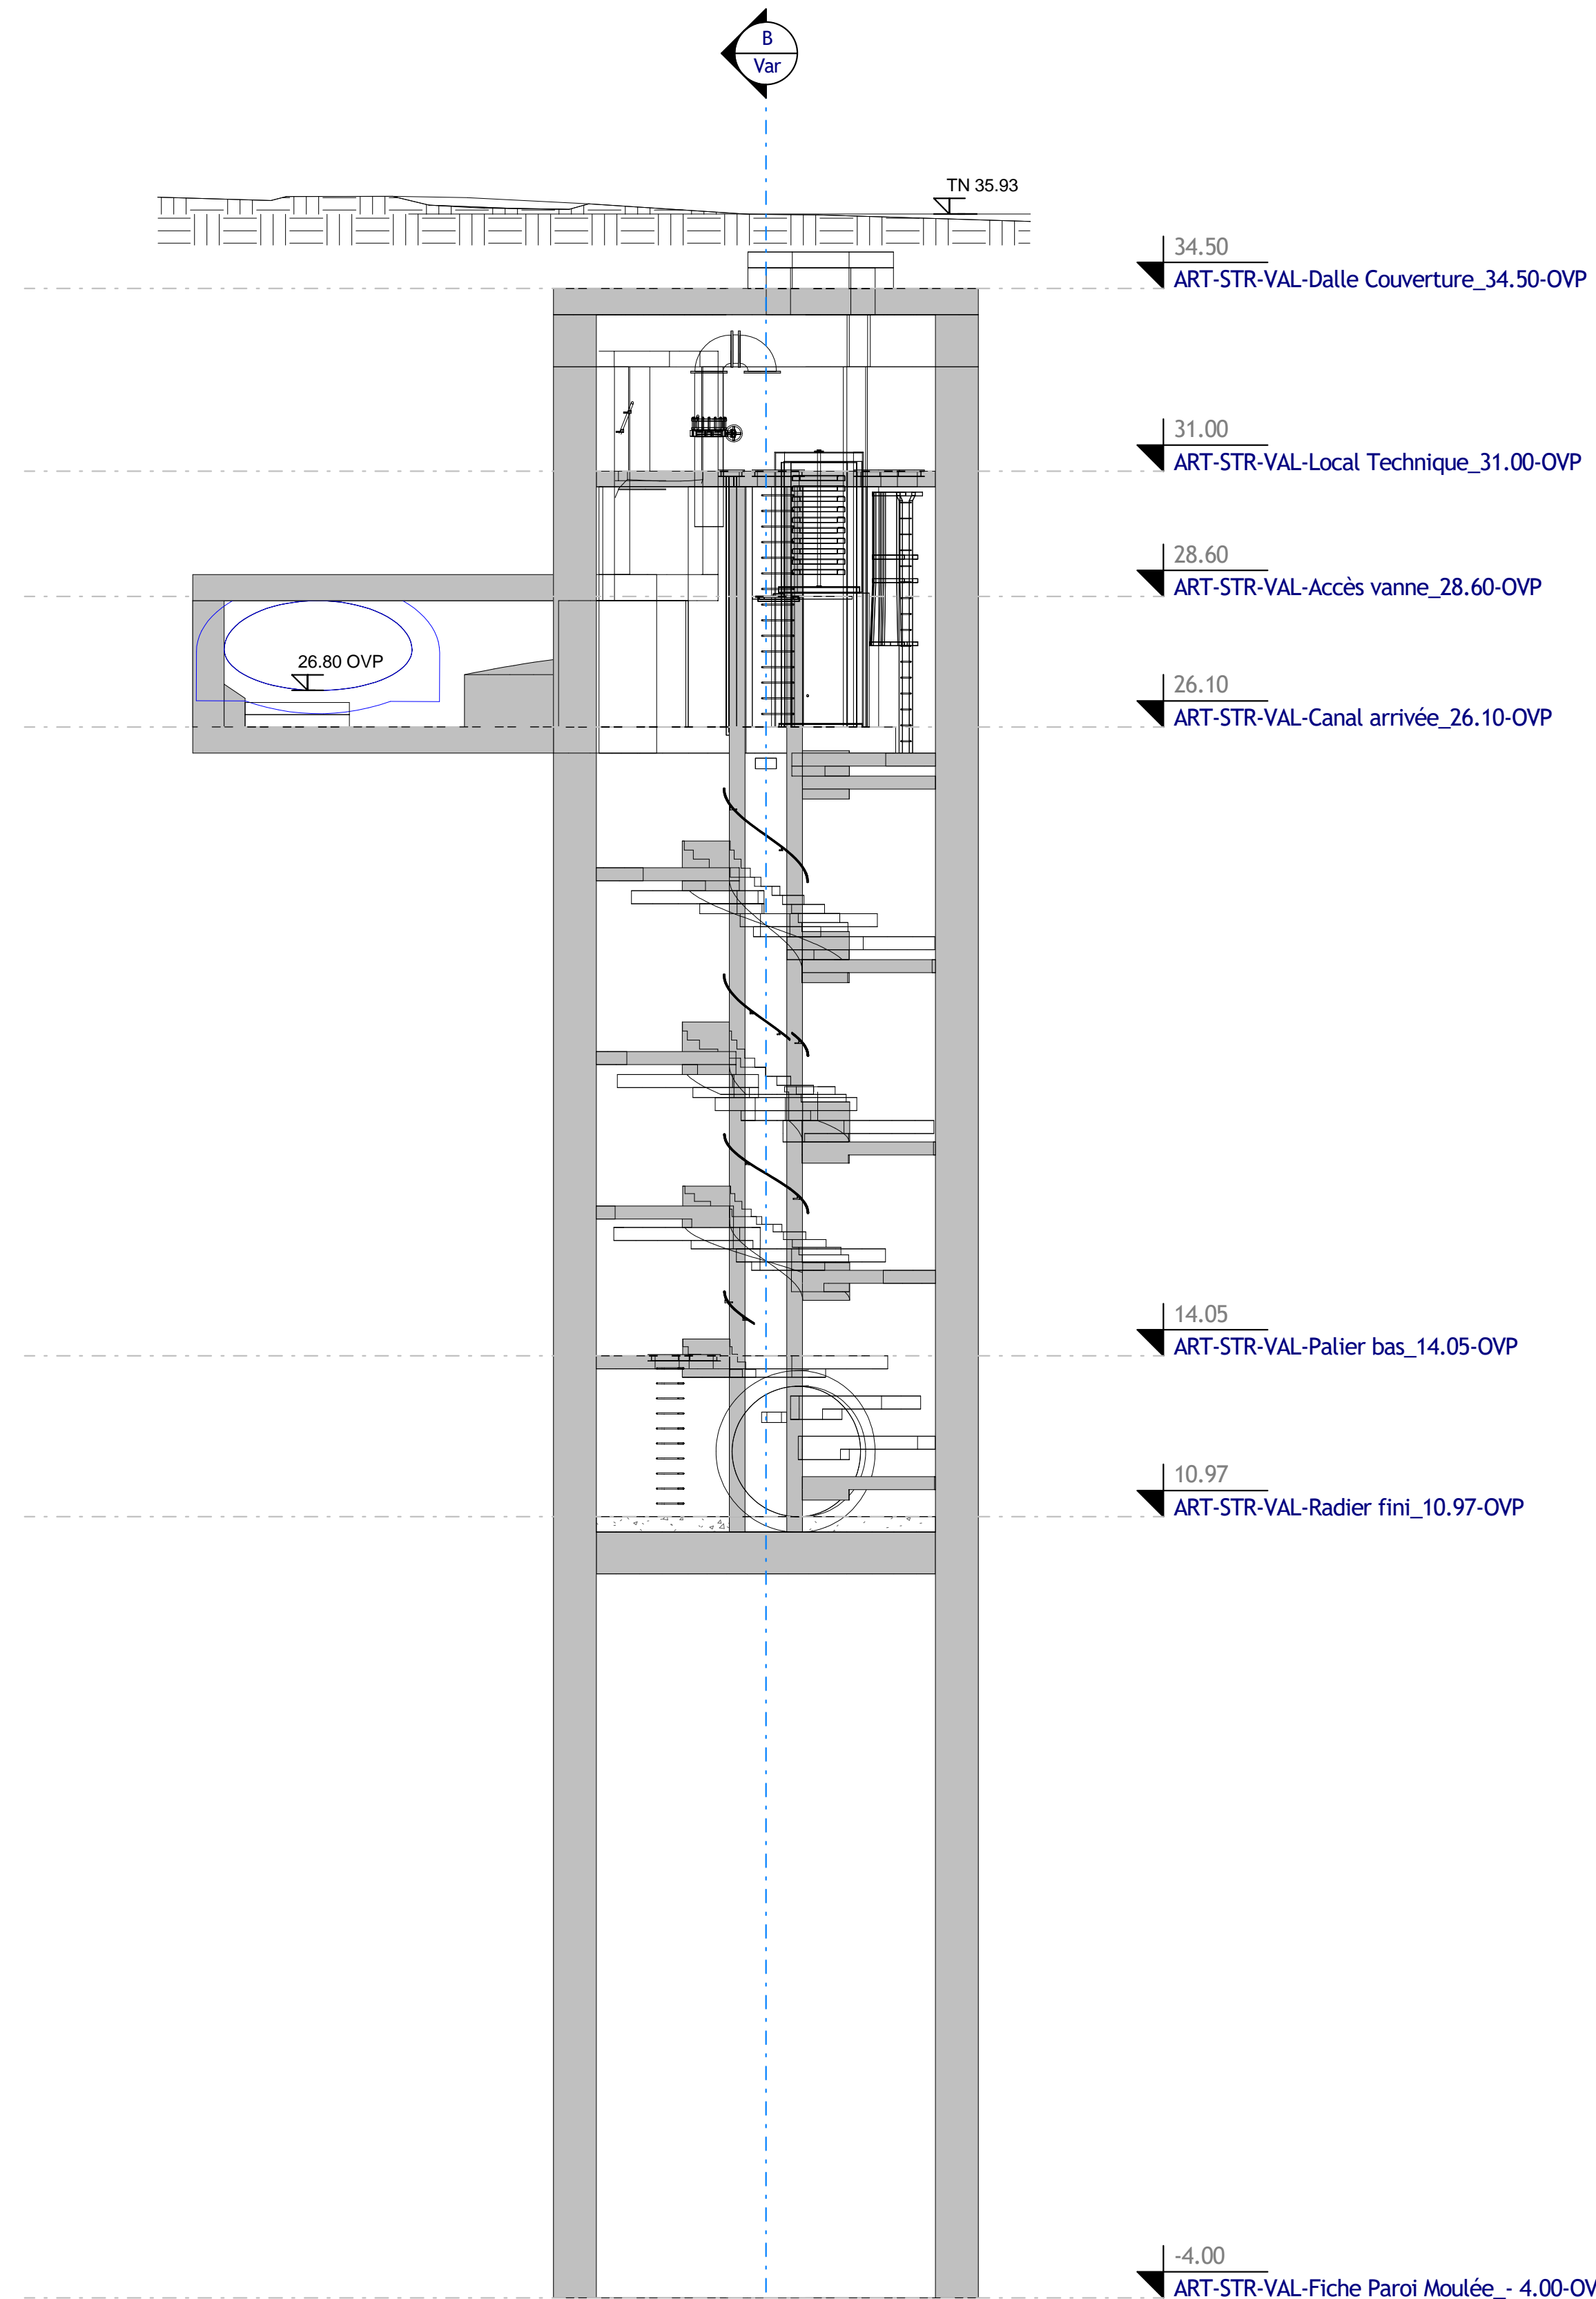 B
Var
TN 35.93
34.50
ART-STR-VAL-Dalle Couverture_34.50-OVP
31.00
ART-STR-VAL-Local Technique_31.00-OVP
28.60
ART-STR-VAL-Accès vanne_28.60-OVP
26.80 OVP
26.10
ART-STR-VAL-Canal arrivée_26.10-OVP
14.05
ART-STR-VAL-Palier bas_14.05-OVP
10.97
ART-STR-VAL-Radier fini_10.97-OVP
-4.00
ART-STR-VAL-Fiche Paroi Moulée_- 4.00-OV